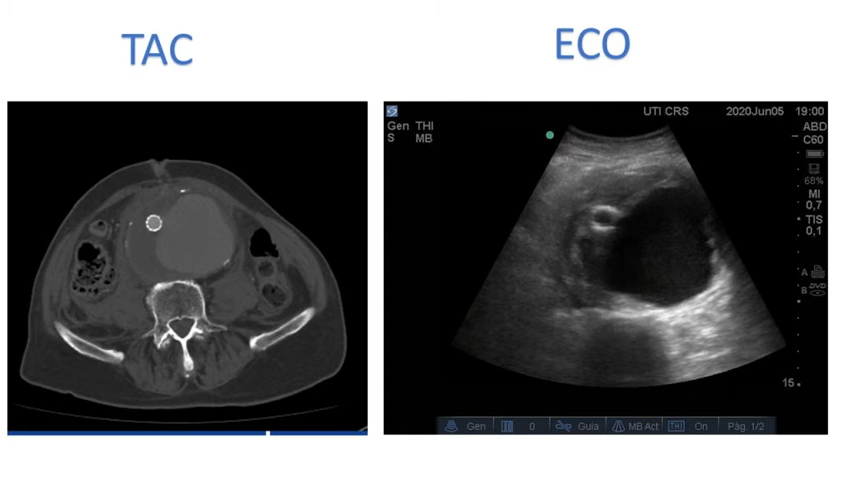 TAC
ECO
UTI CRS 2020Jun05 19:00
Gen THI
S MB
ABD
C60
68%
MI
0,7
TIS
0,1
A
B DVD
15
Gen 0 Guia MB Act THI On Pág. 1/2